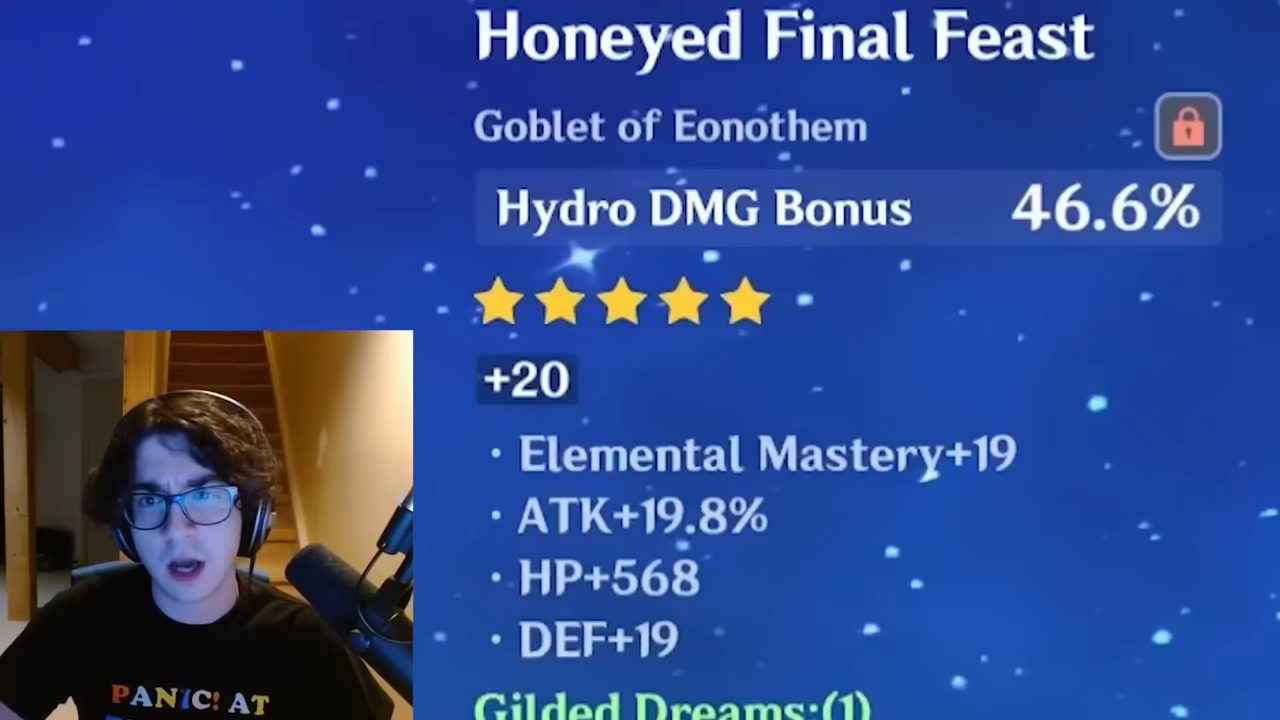 Honeyed Final Feast
Goblet of Eonothem
Hydro DMG Bonus 46.6%
+20
· Elemental Mastery+19
· ATK+19.8%
· HP+568
· DEF+19
Gilded Dreams:(1)
PANIC! AT